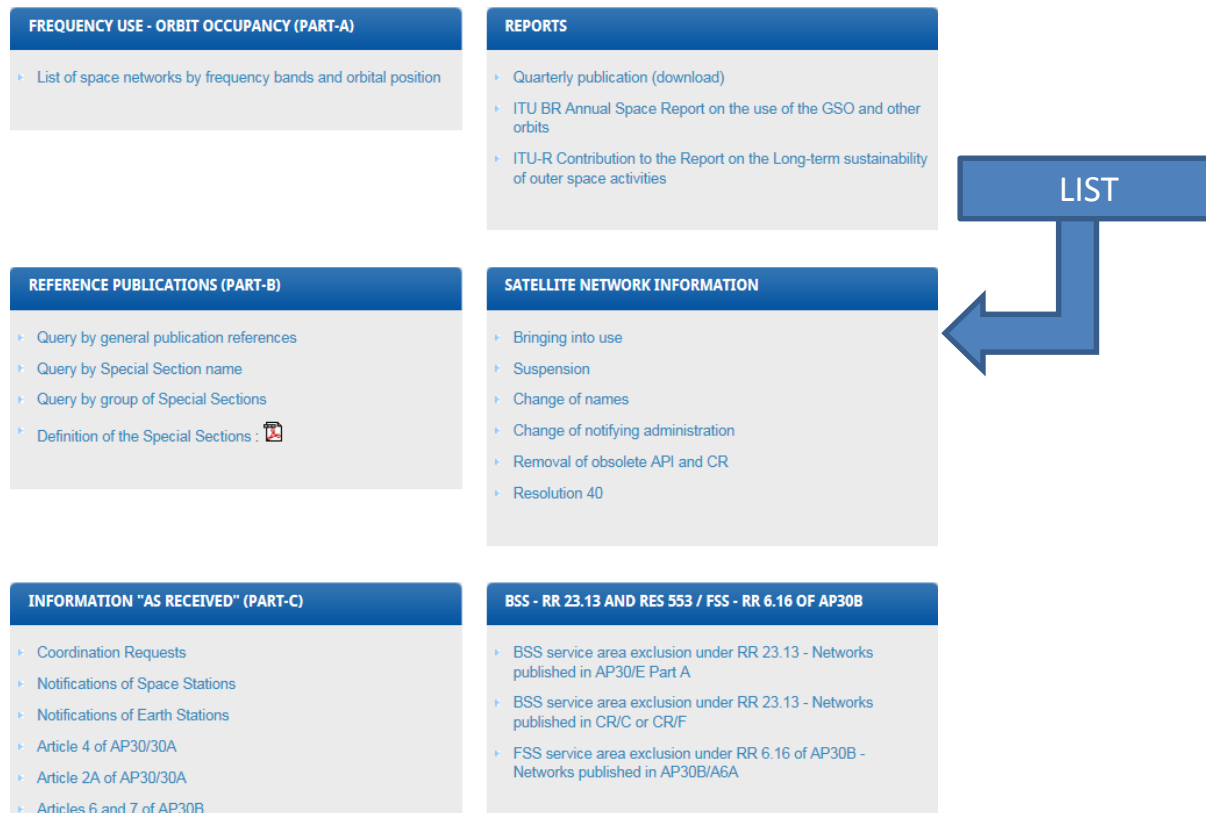 FREQUENCY USE - ORBIT OCCUPANCY (PART-A)
List of space networks by frequency bands and orbital position
REPORTS
Quarterly publication (download)
ITU BR Annual Space Report on the use of the GSO and other
orbits
ITU-R Contribution to the Report on the Long-term sustainability
of outer space activities
LIST
REFERENCE PUBLICATIONS (PART-B)
Query by general publication references
Query by Special Section name
Query by group of Special Sections
Definition of the Special Sections :
SATELLITE NETWORK INFORMATION
Bringing into use
Suspension
Change of names
Change of notifying administration
Removal of obsolete API and CR
Resolution 40
INFORMATION "AS RECEIVED" (PART-C)
Coordination Requests
Notifications of Space Stations
Notifications of Earth Stations
Article 4 of AP30/30A
Article 2A of AP30/30A
Articles 6 and 7 of AP30B
BSS - RR 23.13 AND RES 553 / FSS - RR 6.16 OF AP30B
BSS service area exclusion under RR 23.13 - Networks
published in AP30/E Part A
BSS service area exclusion under RR 23.13 - Networks
published in CR/C or CR/F
FSS service area exclusion under RR 6.16 of AP30B -
Networks published in AP30B/A6A